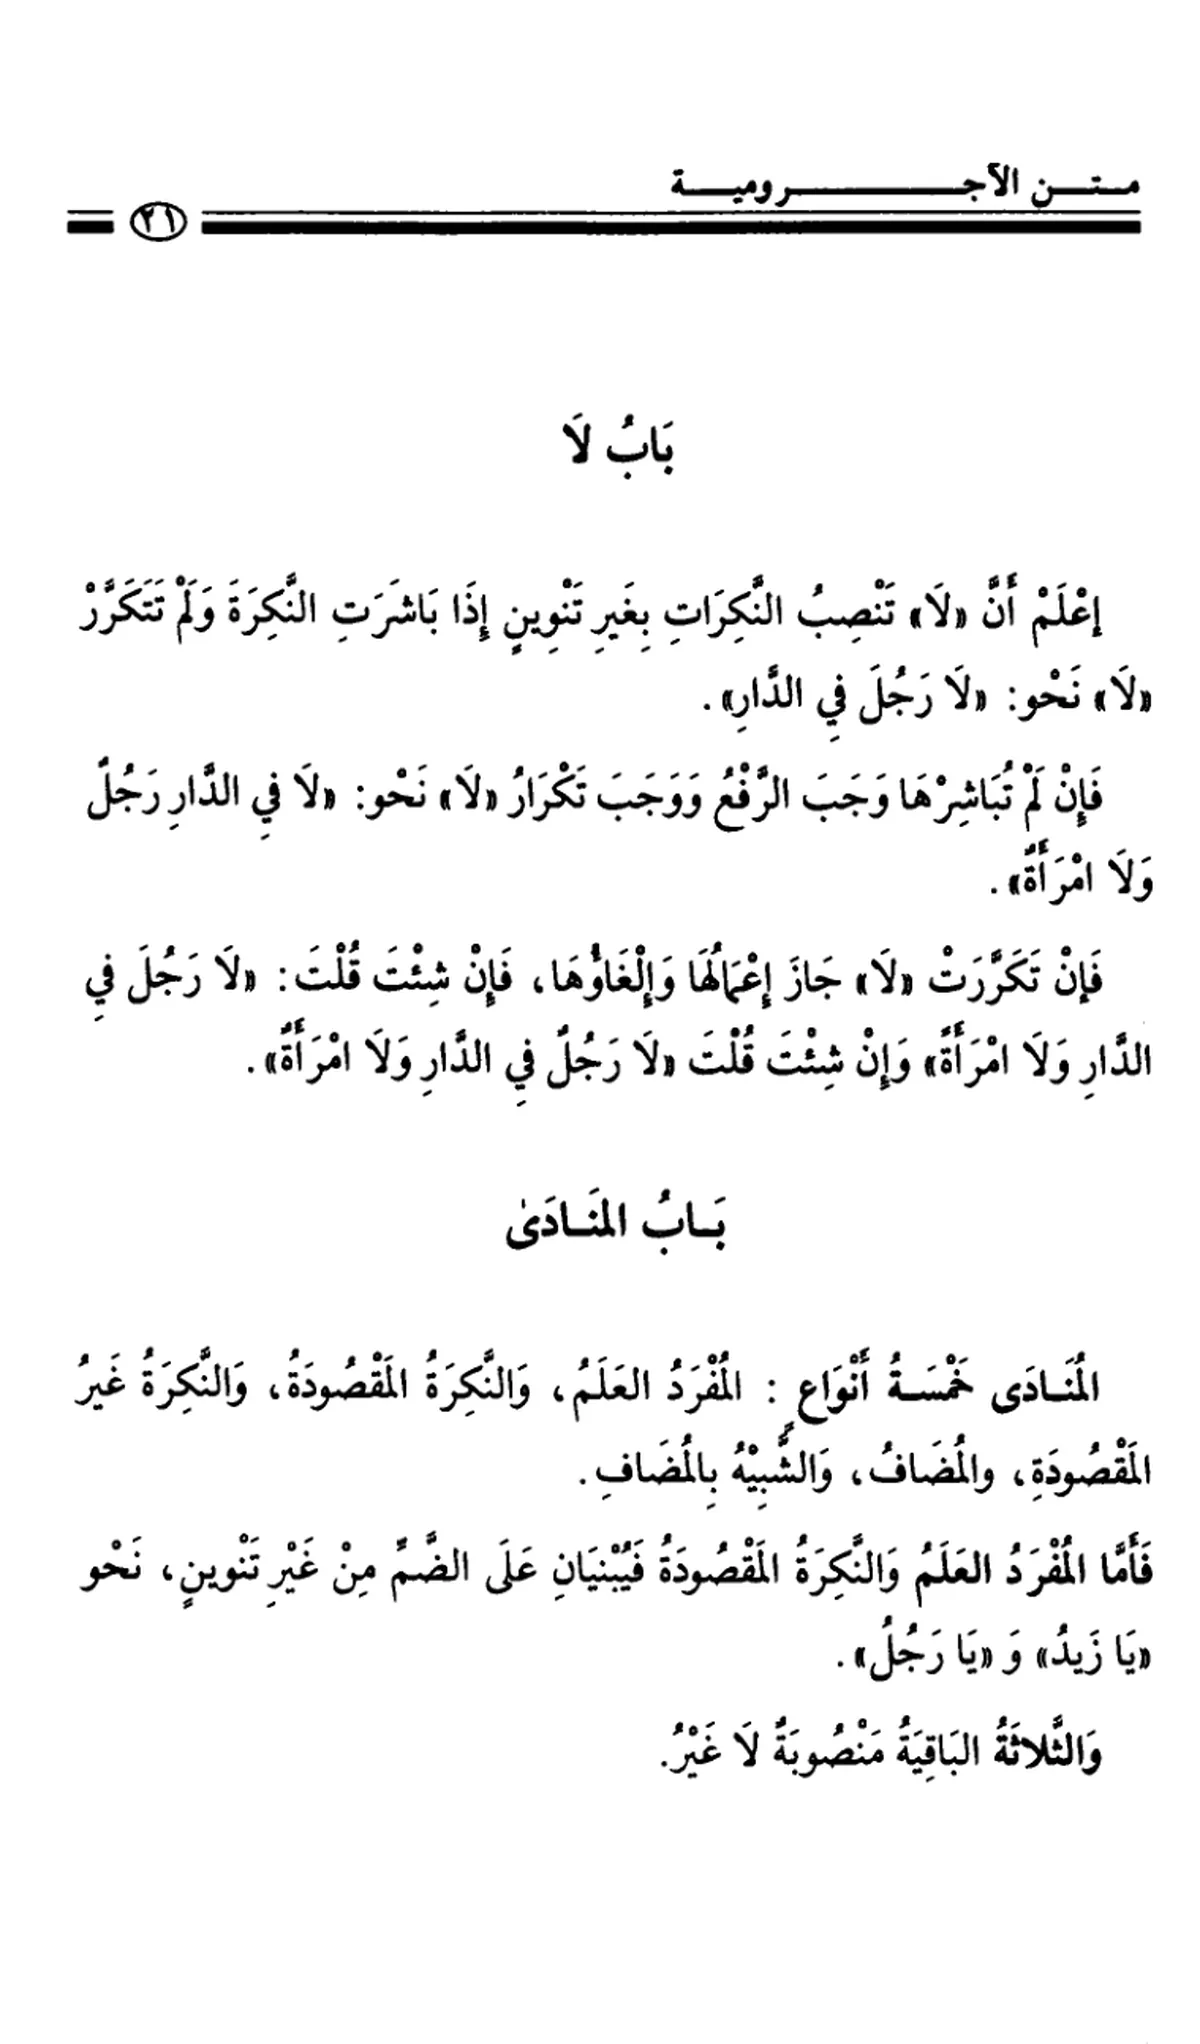 متن الآجرومية
٢١
بَابُ لَا
إِعْلَمْ أَنَّ «لَا» تَنْصِبُ النَّكِرَاتِ بِغَيرِ تَنْوِينٍ إِذَا بَاشَرَتِ النَّكِرَةَ وَلَمْ تَتَكَرَّرْ
«لَا» نَحْو: «لَا رَجُلَ فِي الدَّارِ».
فَإِنْ لَمْ تُبَاشِرْهَا وَجَبَ الرَّفْعُ وَوَجَبَ تَكْرَارُ «لَا» نَحْو: «لَا فِي الدَّارِ رَجُلٌ
وَلَا امْرَأَةٌ».
فَإِنْ تَكَرَّرَتْ «لَا» جَازَ إِعْمَالُهَا وَإِلْغَاؤُهَا، فَإِنْ شِئْتَ قُلْتَ: «لَا رَجُلَ فِي
الدَّارِ وَلَا امْرَأَةً» وَإِنْ شِئْتَ قُلْتَ «لَا رَجُلٌ فِي الدَّارِ وَلَا امْرَأَةٌ».
بَابُ المنَادَىٰ
المُنَادَى خَمْسَةُ أَنْوَاعٍ: المُفْرَدُ العَلَمُ، وَالنَّكِرَةُ المَقْصُودَةُ، وَالنَّكِرَةُ غَيرُ
المَقْصُودَةِ، والمُضَافُ، وَالشَّبِيْهُ بِالمُضَافِ.
فَأَمَّا المُفْرَدُ العَلَمُ وَالنَّكِرَةُ المَقْصُودَةُ فَيُبْنَيَانِ عَلَى الضَّمِّ مِنْ غَيْرِ تَنْوِينٍ، نَحْو
«يَا زَيدُ» وَ «يَا رَجُلُ».
وَالثَّلاثَةُ البَاقِيَةُ مَنْصُوبَةٌ لَا غَيْرُ.